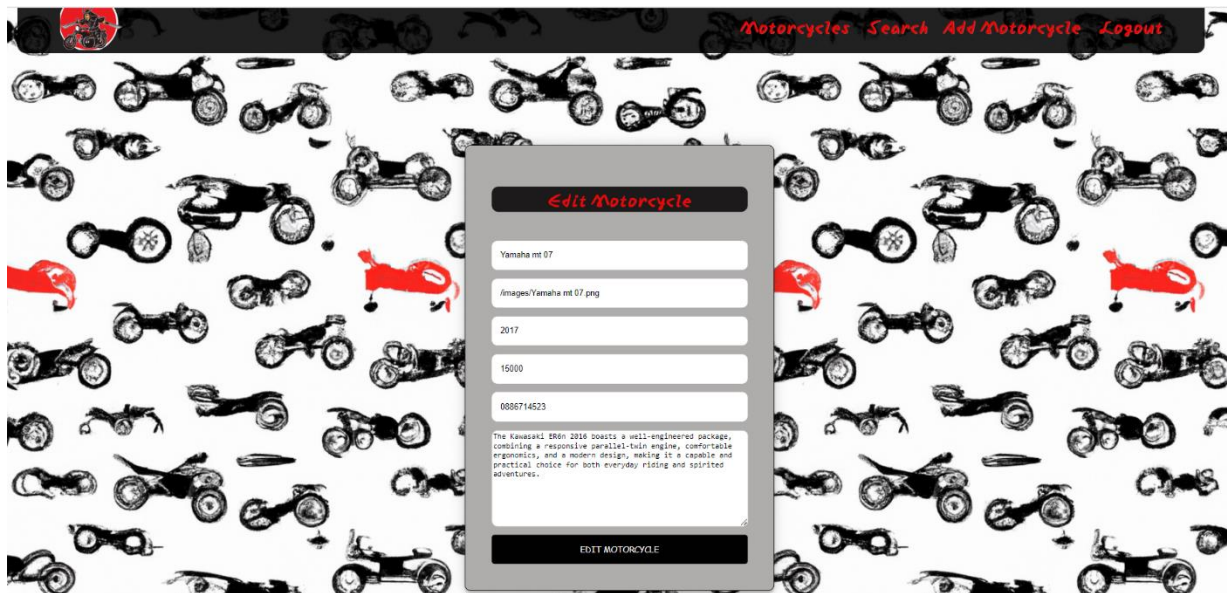 Motorcycles Search Add Motorcycle Logout
Edit Motorcycle
Yamaha mt 07
/images/Yamaha mt 07.png
2017
15000
0886714523
The Kawasaki ER6n 2016 boasts a well-engineered package,
combining a responsive parallel-twin engine, comfortable
ergonomics, and a modern design, making it a capable and
practical choice for both everyday riding and spirited
adventures.
EDIT MOTORCYCLE